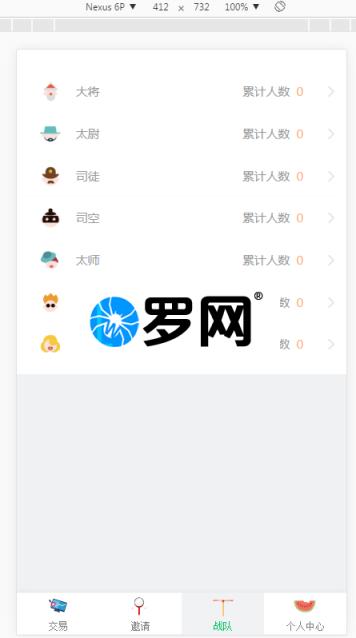 Nexus 6P ▼ 412 × 732 100% ▼
大将 累计人数 0
太尉 累计人数 0
司徒 累计人数 0
司空 累计人数 0
太师 累计人数 0
数 0
罗网®
数 0
交易 邀请 战队 个人中心